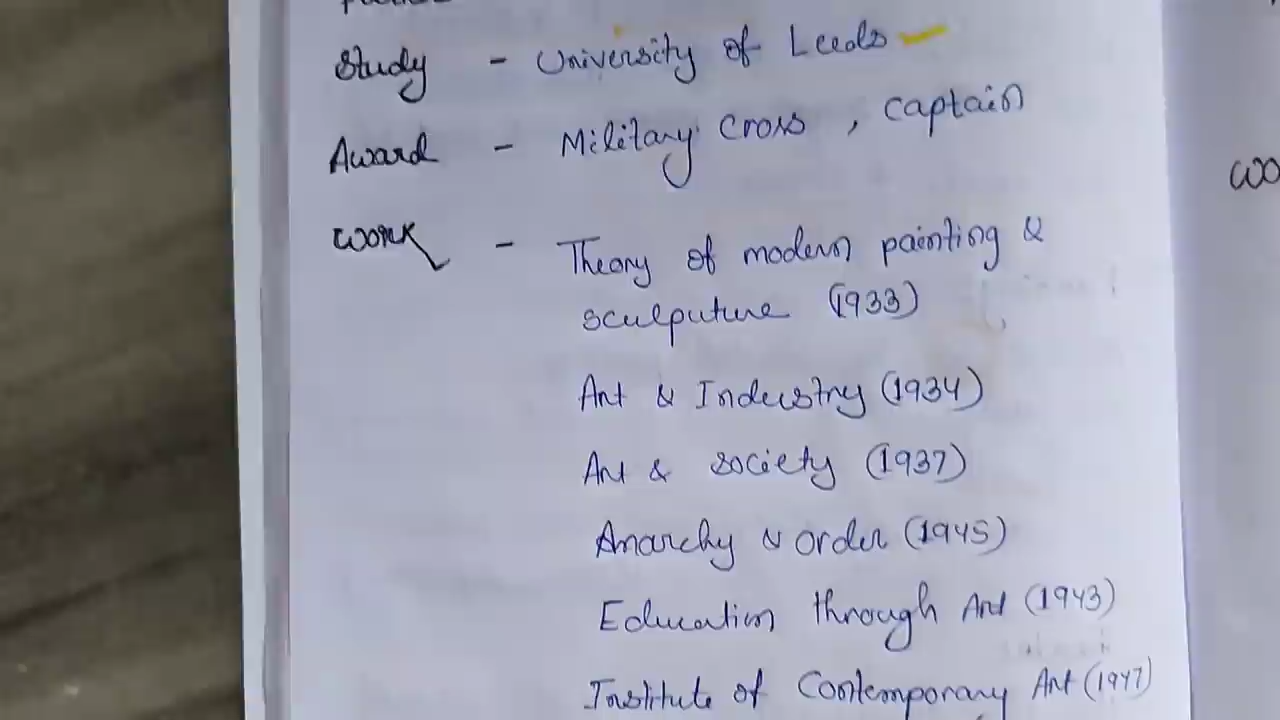 Study - University of Leeds
Award - Military Cross , Captain
Work - Theory of modern painting &
sculputure (1933)
Art & Industry (1934)
Art & society (1937)
Anarchy & order (1945)
Education through Art (1943)
Institute of Contemporary Art (1947)